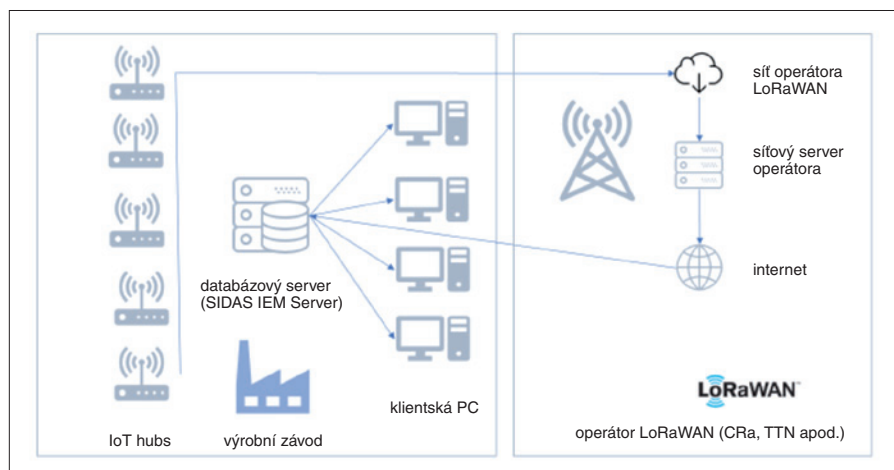 síť operátora
LoRaWAN
síťový server
operátora
internet
databázový server
(SIDAS IEM Server)
klientská PC
IoT hubs
výrobní závod
LoRaWAN™
operátor LoRaWAN (CRa, TTN apod.)